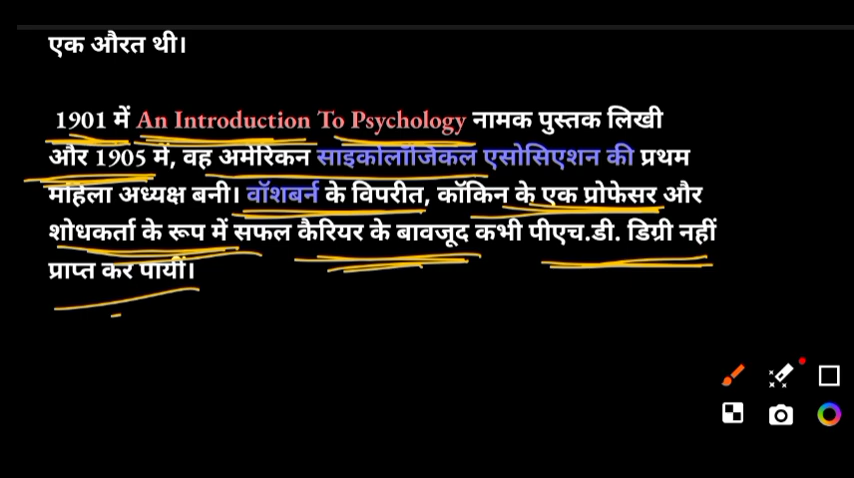 एक औरत थी।
1901 में An Introduction To Psychology नामक पुस्तक लिखी
और 1905 में, वह अमेरिकन साइकोलॉजिकल एसोसिएशन की प्रथम
महिला अध्यक्ष बनी। वॉशबर्न के विपरीत, कॉकिन के एक प्रोफेसर और
शोधकर्ता के रूप में सफल कैरियर के बावजूद कभी पीएच.डी. डिग्री नहीं
प्राप्त कर पायीं।